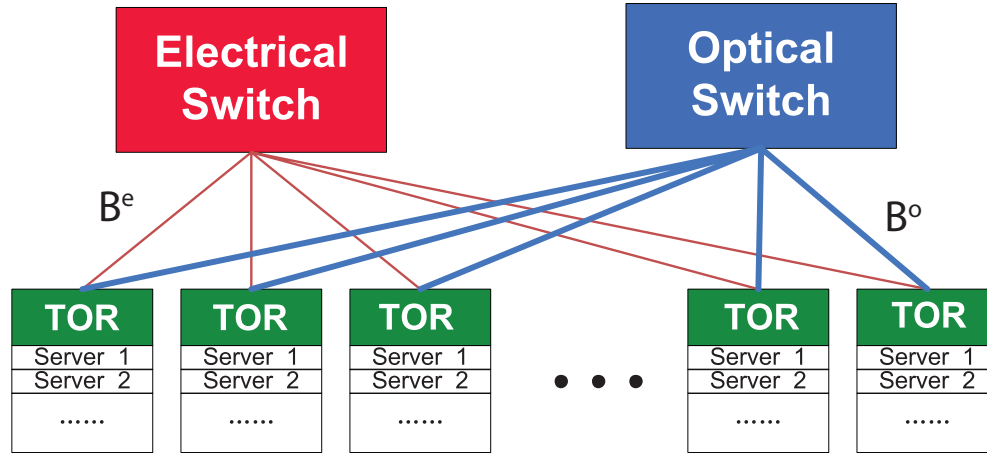 Electrical
Switch
Optical
Switch
Bᵉ
Bᵒ
TOR
Server 1
Server 2
......
TOR
Server 1
Server 2
......
TOR
Server 1
Server 2
......
TOR
Server 1
Server 2
......
TOR
Server 1
Server 2
......